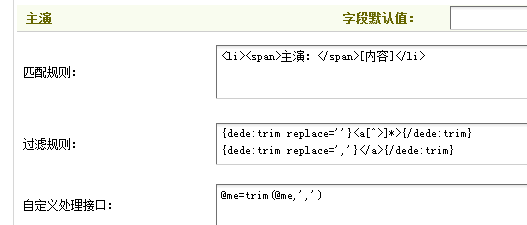 主演 字段默认值:
匹配规则: <li><span>主演: </span>[内容]</li>
过滤规则: {dede:trim replace=''}<a[^>]*>{/dede:trim}
{dede:trim replace=','}</a>{/dede:trim}
自定义处理接口: @me=trim(@me,',')